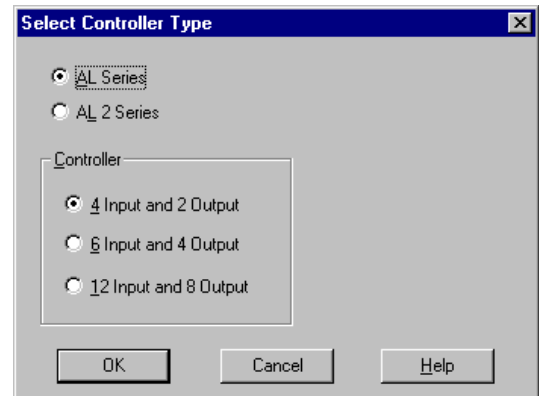 Select Controller Type
AL Series
AL 2 Series
Controller
4 Input and 2 Output
6 Input and 4 Output
12 Input and 8 Output
OK Cancel Help